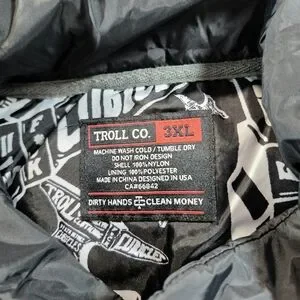 TROLL CO. 3XL
MACHINE WASH COLD / TUMBLE DRY
DO NOT IRON DESIGN
SHELL 100% NYLON
LINING 100% POLYESTER
MADE IN CHINA DESIGNED IN USA
CA#66842
DIRTY HANDS CLEAN MONEY